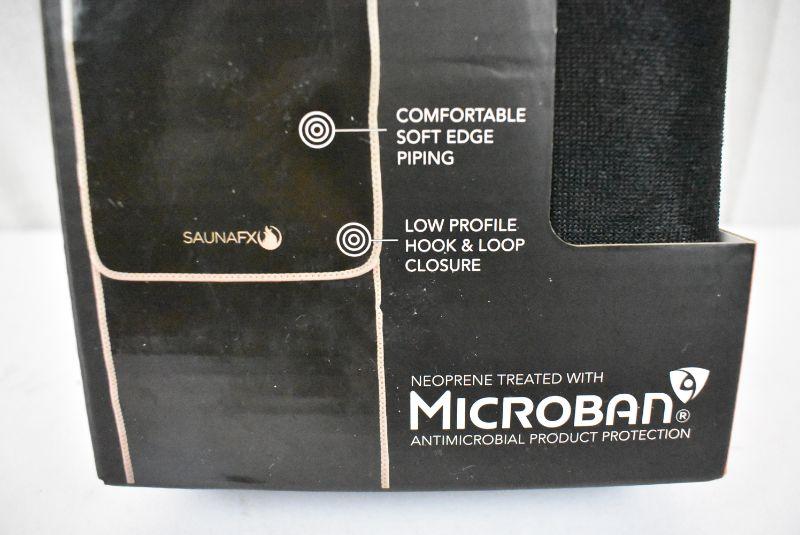 COMFORTABLE
SOFT EDGE
PIPING
SAUNAFX
LOW PROFILE
HOOK & LOOP
CLOSURE
NEOPRENE TREATED WITH
MICROBAN®
ANTIMICROBIAL PRODUCT PROTECTION